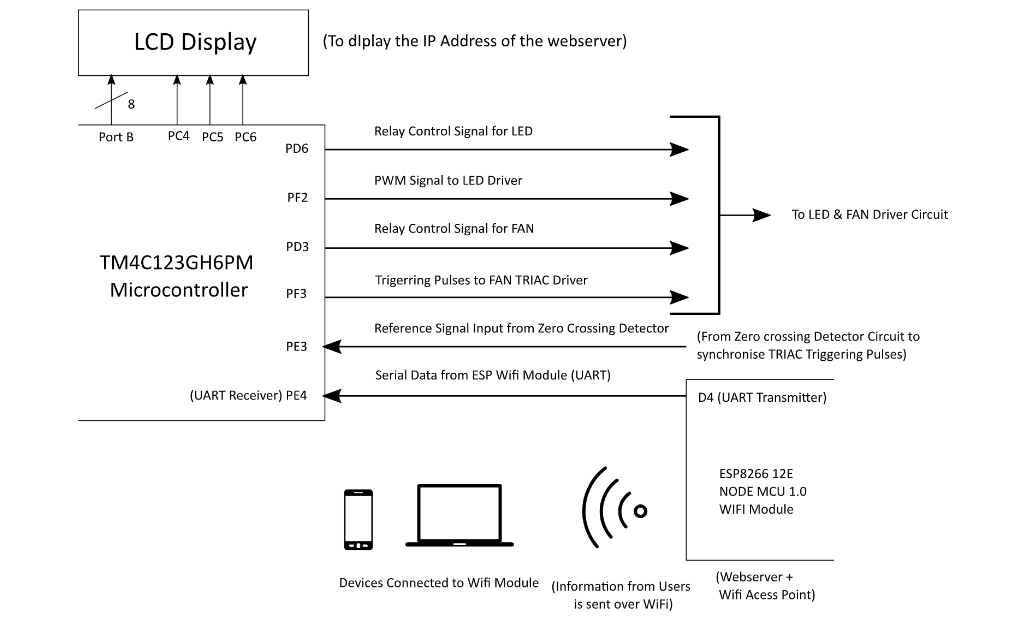 LCD Display
(To dIplay the IP Address of the webserver)
8
Port B
PC4
PC5
PC6
PD6
Relay Control Signal for LED
PF2
PWM Signal to LED Driver
To LED & FAN Driver Circuit
PD3
Relay Control Signal for FAN
TM4C123GH6PM
Microcontroller
PF3
Trigerring Pulses to FAN TRIAC Driver
PE3
Reference Signal Input from Zero Crossing Detector
(From Zero crossing Detector Circuit to
synchronise TRIAC Triggering Pulses)
Serial Data from ESP Wifi Module (UART)
(UART Receiver) PE4
D4 (UART Transmitter)
ESP8266 12E
NODE MCU 1.0
WIFI Module
Devices Connected to Wifi Module
(Information from Users
is sent over WiFi)
(Webserver +
Wifi Acess Point)